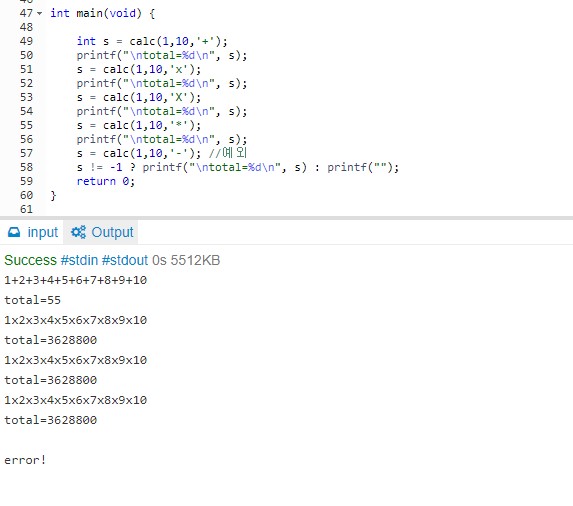 47 int main(void) {
48
49 int s = calc(1,10,'+');
50 printf("\ntotal=%d\n", s);
51 s = calc(1,10,'x');
52 printf("\ntotal=%d\n", s);
53 s = calc(1,10,'X');
54 printf("\ntotal=%d\n", s);
55 s = calc(1,10,'*');
56 printf("\ntotal=%d\n", s);
57 s = calc(1,10,'-'); //예외
58 s != -1 ? printf("\ntotal=%d\n", s) : printf("");
59 return 0;
60 }
61
input Output
Success #stdin #stdout 0s 5512KB
1+2+3+4+5+6+7+8+9+10
total=55
1x2x3x4x5x6x7x8x9x10
total=3628800
1x2x3x4x5x6x7x8x9x10
total=3628800
1x2x3x4x5x6x7x8x9x10
total=3628800
error!